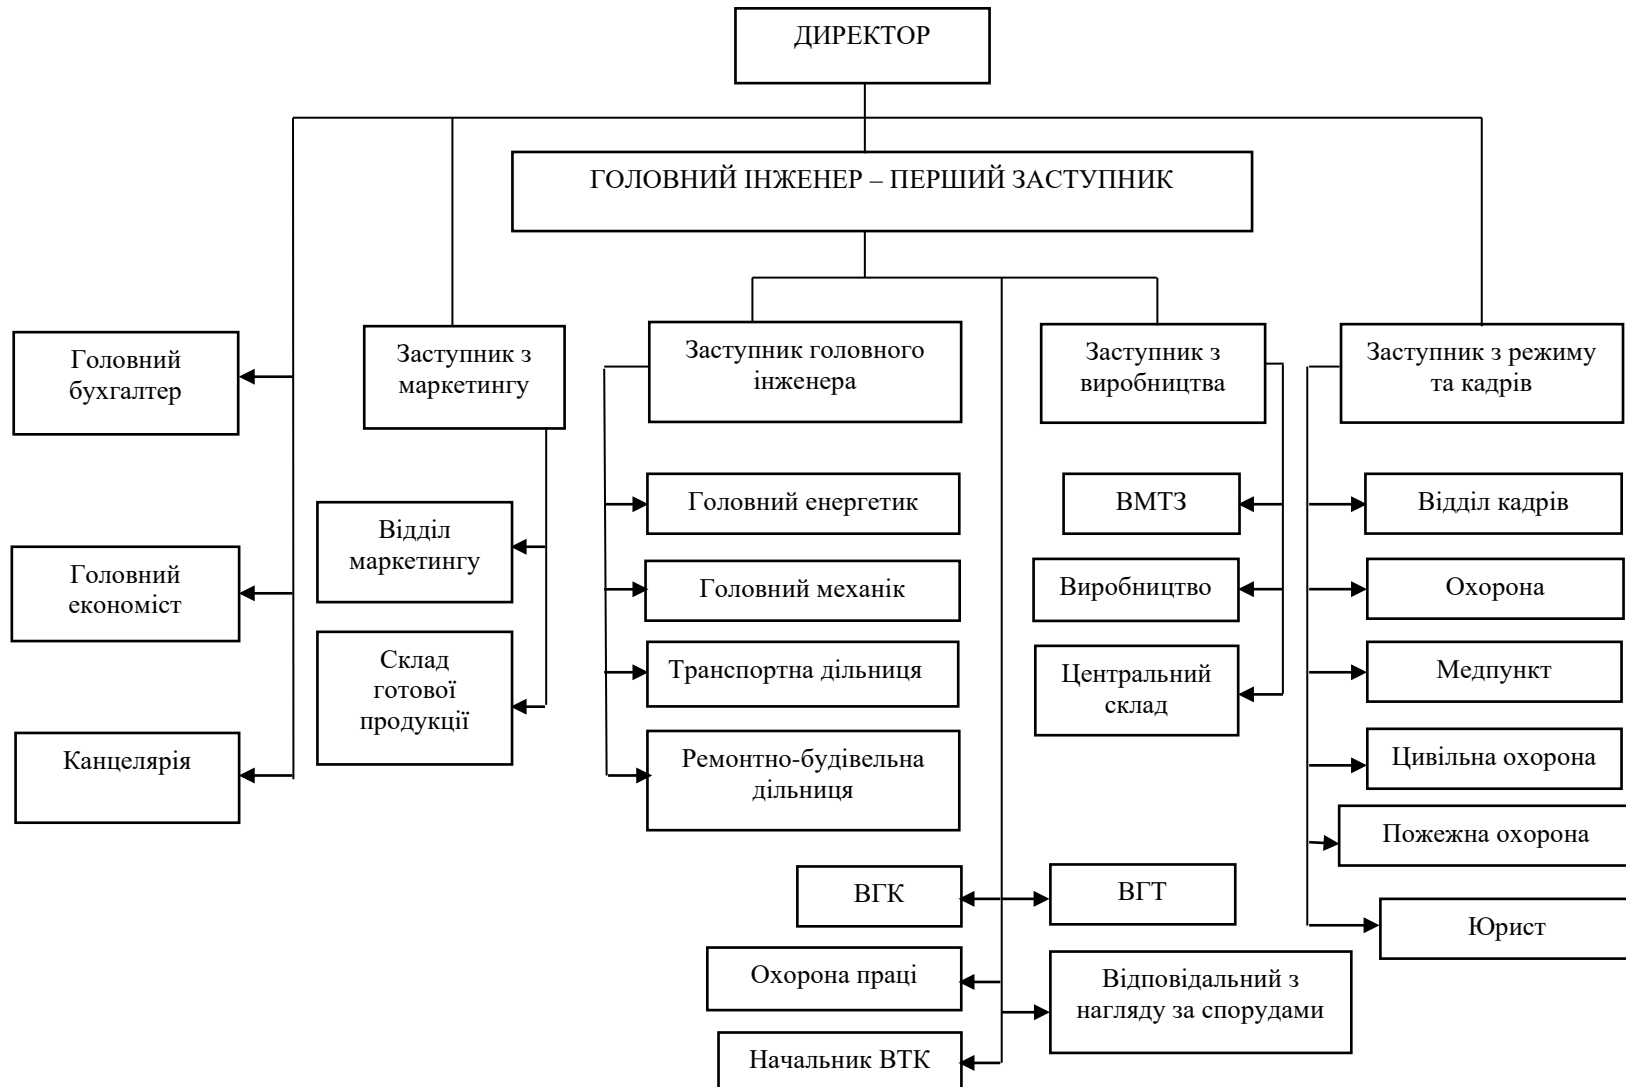 ДИРЕКТОР
ГОЛОВНИЙ ІНЖЕНЕР – ПЕРШИЙ ЗАСТУПНИК
Головний
бухгалтер
Заступник з
маркетингу
Заступник головного
інженера
Заступник з
виробництва
Заступник з режиму
та кадрів
Головний енергетик
ВМТЗ
Відділ кадрів
Відділ
маркетингу
Головний
економіст
Головний механік
Виробництво
Охорона
Склад
готової
продукції
Транспортна дільниця
Центральний
склад
Медпункт
Канцелярія
Ремонтно-будівельна
дільниця
Цивільна охорона
Пожежна охорона
ВГК
ВГТ
Юрист
Охорона праці
Відповідальний з
нагляду за спорудами
Начальник ВТК